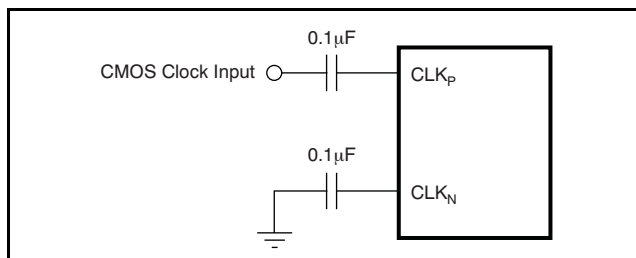 0.1μF
CMOS Clock Input
CLKP
0.1μF
CLKN